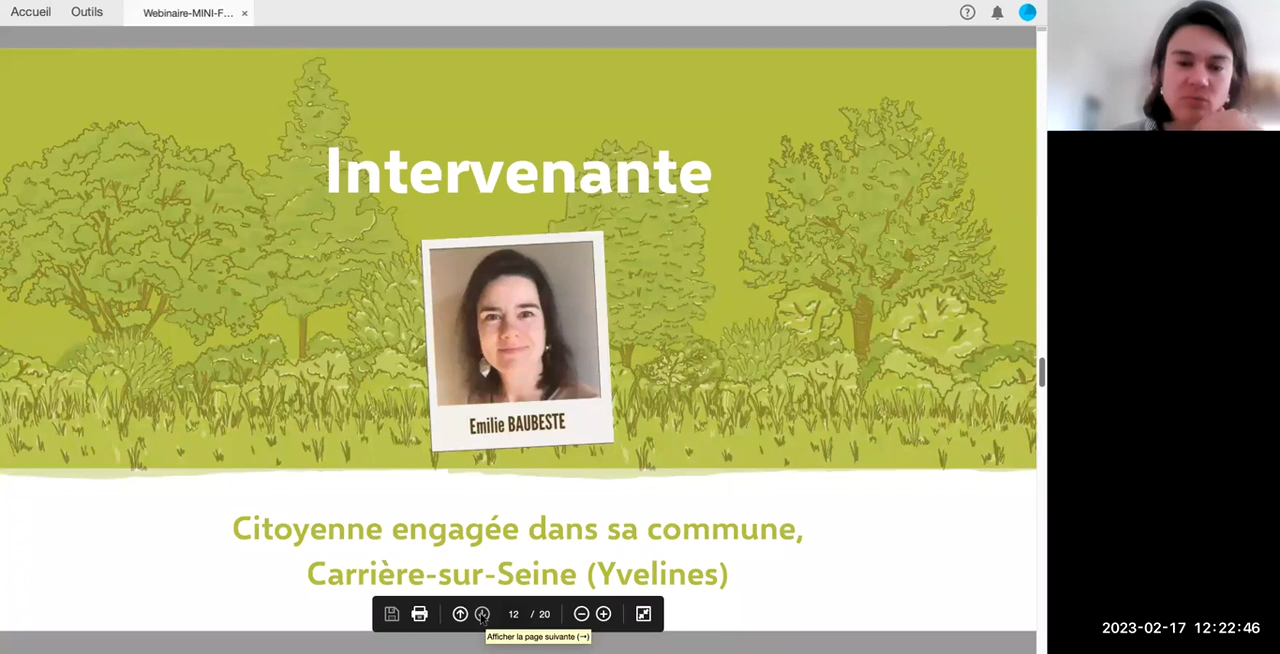 Accueil Outils Webinaire-MINI-F... ×
Intervenante
Emilie BAUBESTE
Citoyenne engagée dans sa commune,
Carrière-sur-Seine (Yvelines)
12 / 20
Afficher la page suivante (→)
2023-02-17 12:22:46